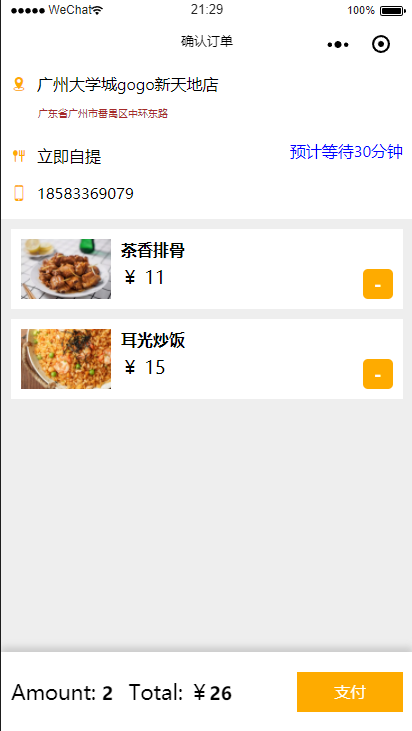 WeChat 21:29 100%
确认订单
广州大学城gogo新天地店
广东省广州市番禺区中环东路
立即自提 预计等待30分钟
18583369079
茶香排骨
¥ 11
-
耳光炒饭
¥ 15
-
Amount: 2 Total: ¥26 支付